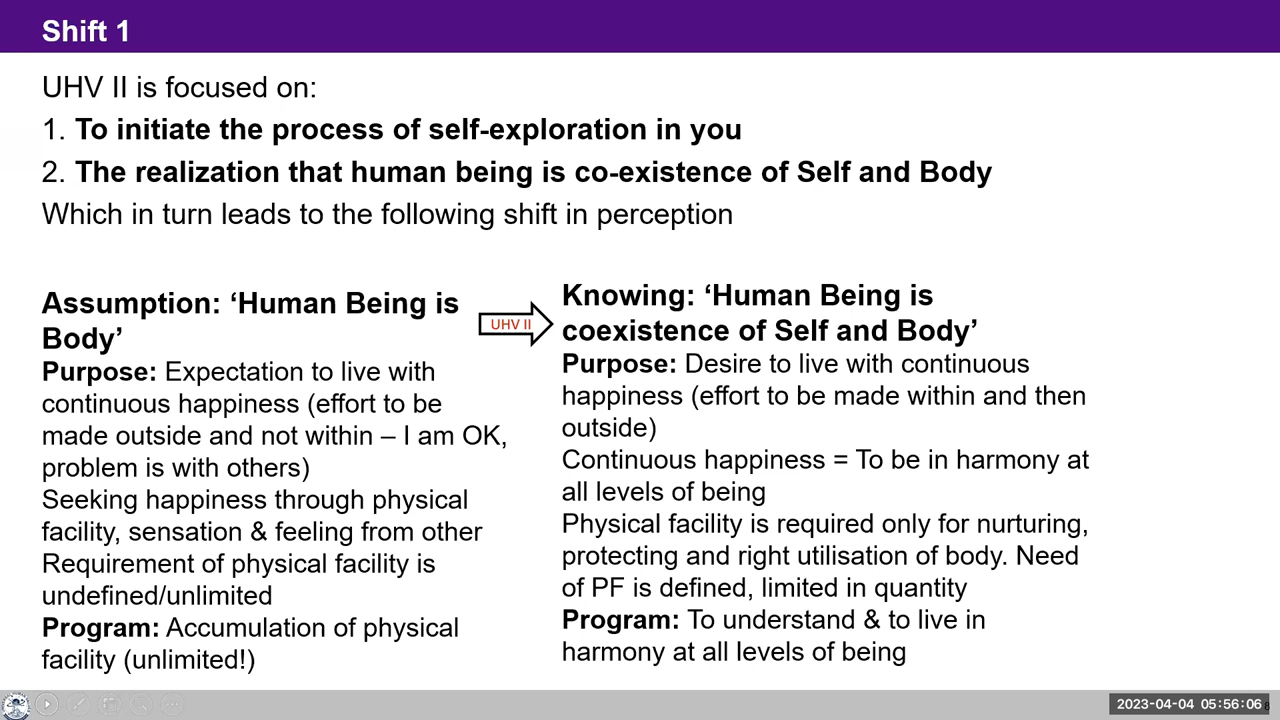 Shift 1
UHV II is focused on:
1. To initiate the process of self-exploration in you
2. The realization that human being is co-existence of Self and Body
Which in turn leads to the following shift in perception
Assumption: ‘Human Being is
Body’
Purpose: Expectation to live with
continuous happiness (effort to be
made outside and not within – I am OK,
problem is with others)
Seeking happiness through physical
facility, sensation & feeling from other
Requirement of physical facility is
undefined/unlimited
Program: Accumulation of physical
facility (unlimited!)
UHV II
Knowing: ‘Human Being is
coexistence of Self and Body’
Purpose: Desire to live with continuous
happiness (effort to be made within and then
outside)
Continuous happiness = To be in harmony at
all levels of being
Physical facility is required only for nurturing,
protecting and right utilisation of body. Need
of PF is defined, limited in quantity
Program: To understand & to live in
harmony at all levels of being
2023-04-04 05:56:06
8